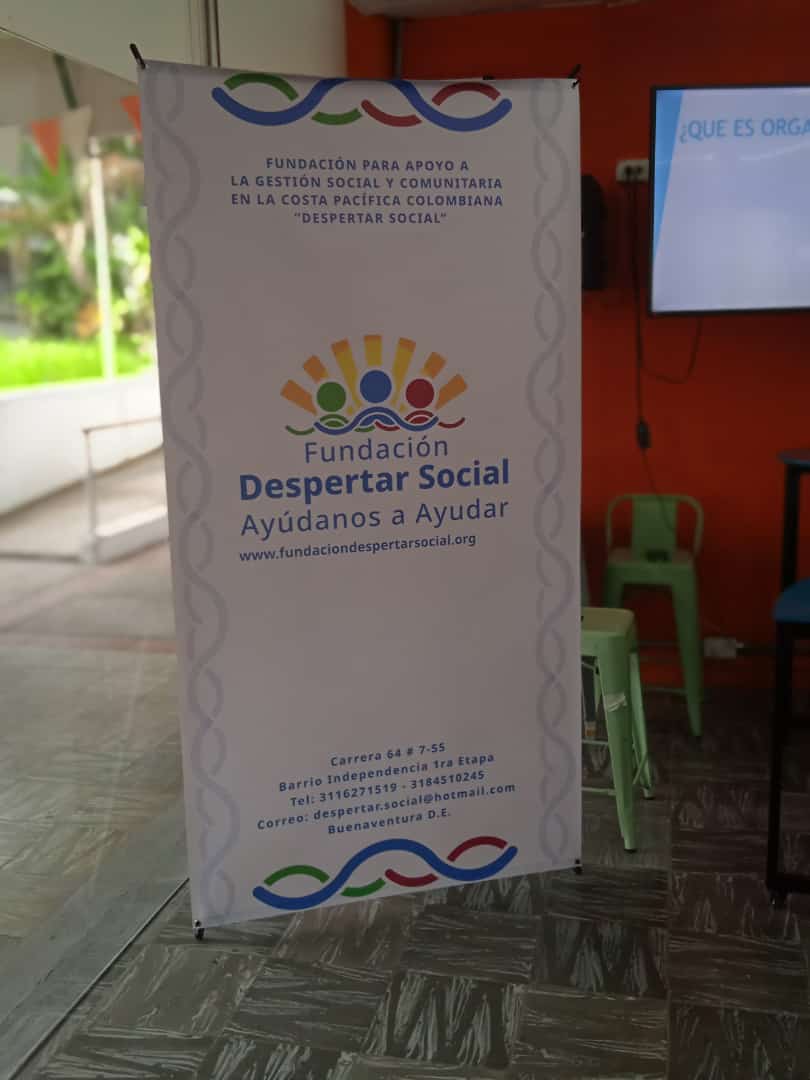 FUNDACIÓN PARA APOYO A
LA GESTIÓN SOCIAL Y COMUNITARIA
EN LA COSTA PACÍFICA COLOMBIANA
"DESPERTAR SOCIAL"
¿QUE ES ORGA
Fundación
Despertar Social
Ayúdanos a Ayudar
www.fundaciondespertarsocial.org
Carrera 64 # 7-55
Barrio Independencia 1ra Etapa
Tel: 3116271519 - 3184510245
Correo: despertar.social@hotmail.com
Buenaventura D.E.